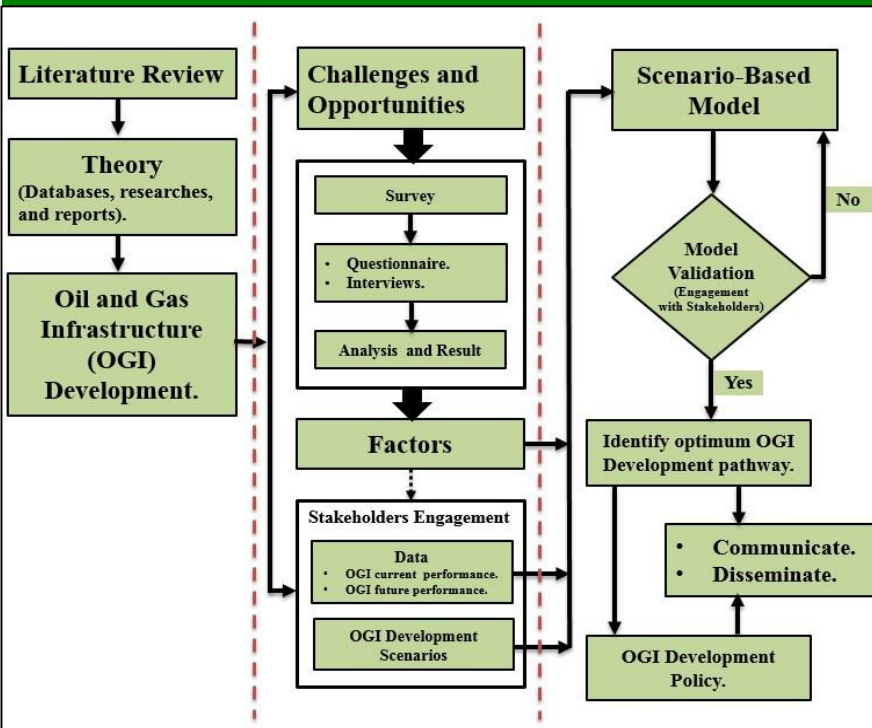 Literature Review
Theory
(Databases, researches,
and reports).
Oil and Gas
Infrastructure
(OGI)
Development.
Challenges and
Opportunities
Survey
• Questionnaire.
• Interviews.
Analysis and Result
Factors
Stakeholders Engagement
Data
• OGI current performance.
• OGI future performance.
OGI Development
Scenarios
Scenario-Based
Model
No
Model
Validation
(Engagement
with Stakeholders)
Yes
Identify optimum OGI
Development pathway.
• Communicate.
• Disseminate.
OGI Development
Policy.